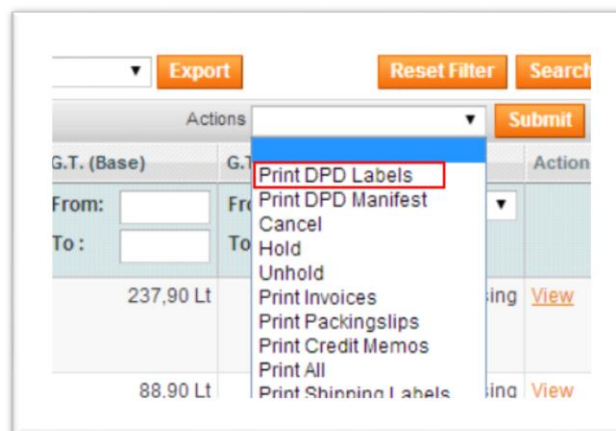 Export Reset Filter Search
Actions Submit
G.T. (Base) G.T Action
Print DPD Labels
From: Fro Print DPD Manifest
Cancel
To : To Hold
Unhold
237,90 Lt Print Invoices sing View
Print Packingslips
Print Credit Memos
Print All
88,90 Lt Print Shipping Labels sing View